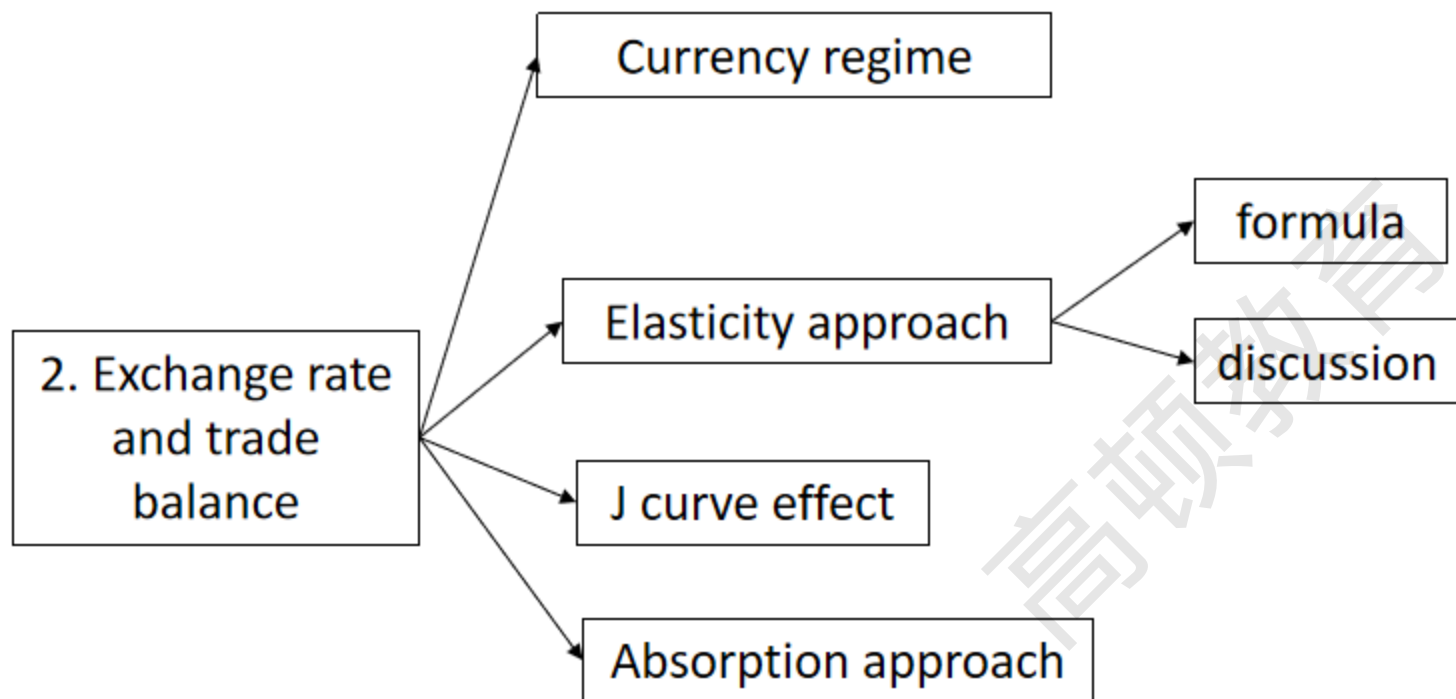 Currency regime
formula
Elasticity approach
discussion
2. Exchange rate
and trade
balance
J curve effect
Absorption approach
高顿教育